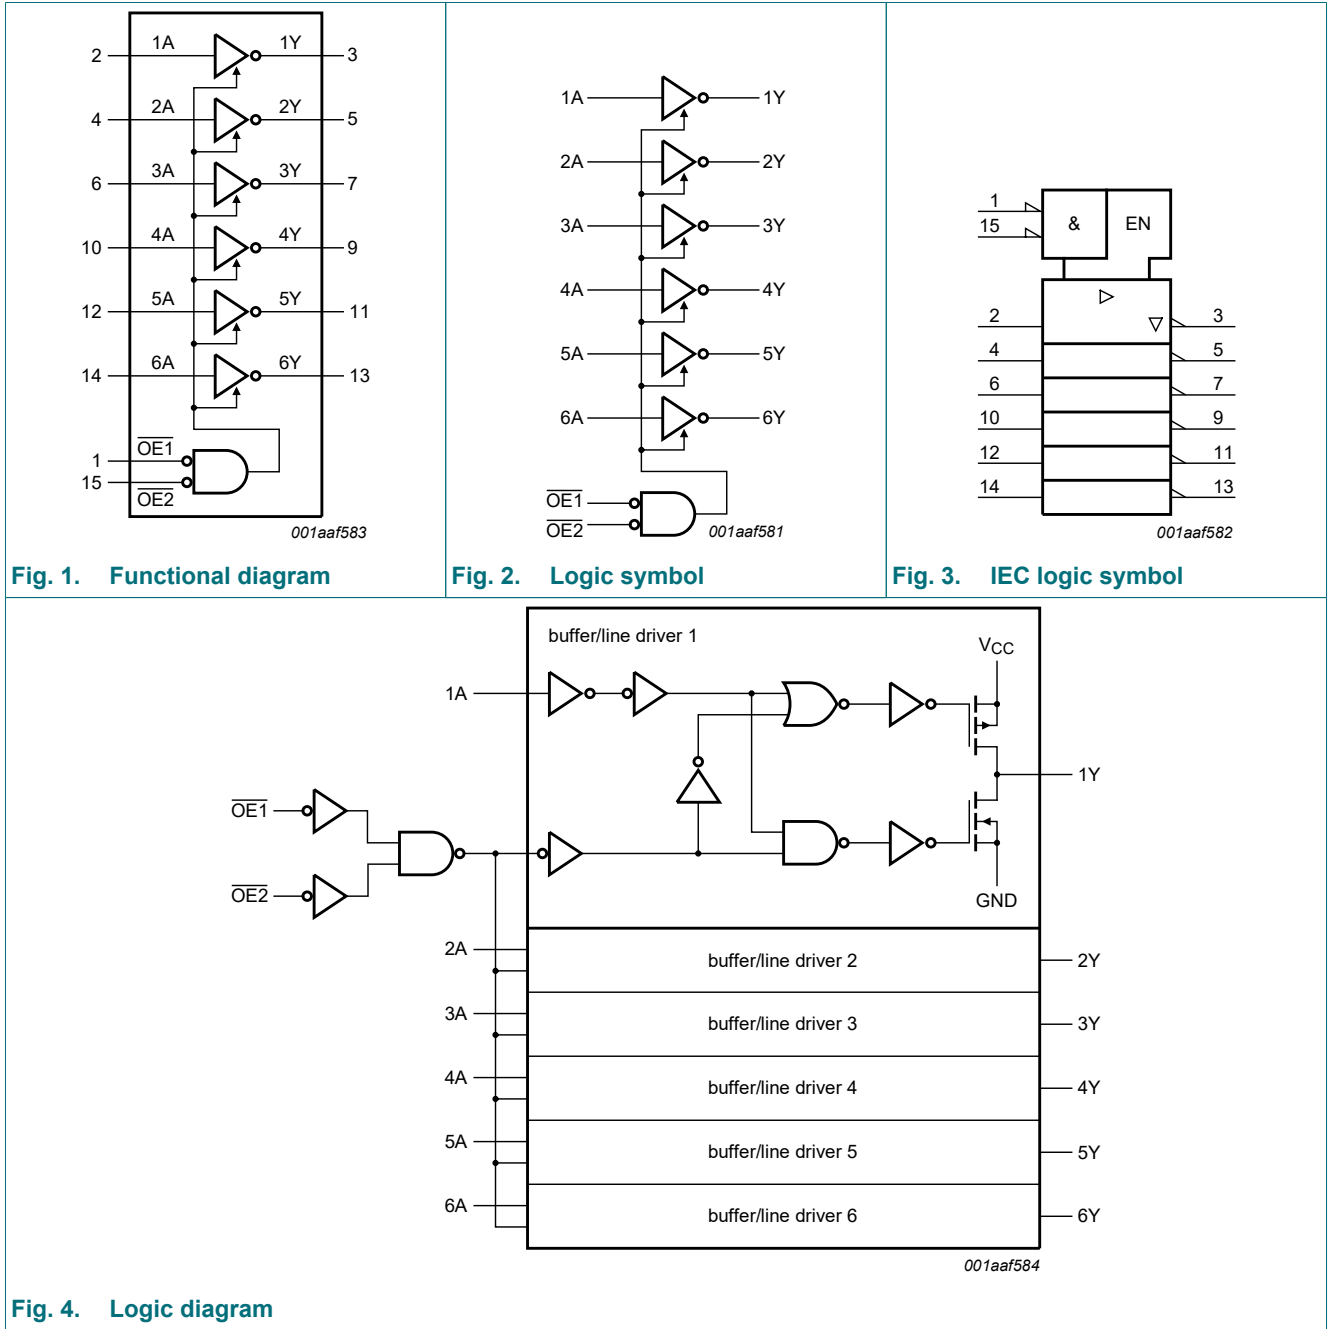 2 1A 1Y 3
4 2A 2Y 5
6 3A 3Y 7
10 4A 4Y 9
12 5A 5Y 11
14 6A 6Y 13
1 OE1
15 OE2
001aaf583
Fig. 1. Functional diagram
1A 1Y
2A 2Y
3A 3Y
4A 4Y
5A 5Y
6A 6Y
OE1
OE2
001aaf581
Fig. 2. Logic symbol
1
15
& EN
2 3
4 5
6 7
10 9
12 11
14 13
001aaf582
Fig. 3. IEC logic symbol
buffer/line driver 1
VCC
1A
1Y
OE1
OE2
GND
2A buffer/line driver 2 2Y
3A buffer/line driver 3 3Y
4A buffer/line driver 4 4Y
5A buffer/line driver 5 5Y
6A buffer/line driver 6 6Y
001aaf584
Fig. 4. Logic diagram